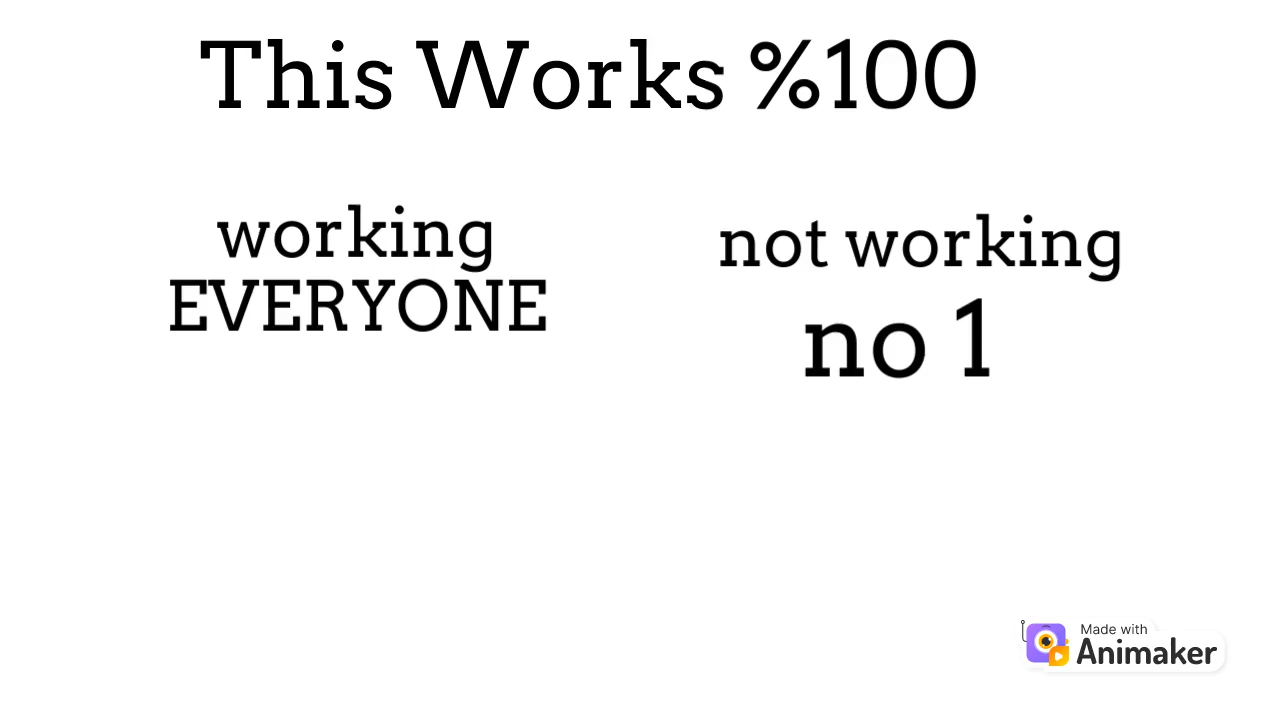 This Works %100
working
EVERYONE
not working
no 1
Made with
Animaker